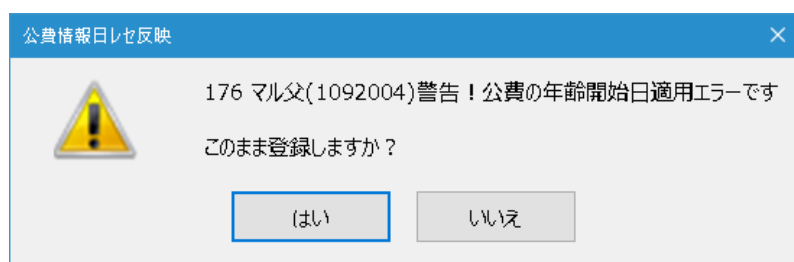 公費情報日レセ反映
176 マル父(1092004)警告！公費の年齢開始日適用エラーです
このまま登録しますか？
はい
いいえ